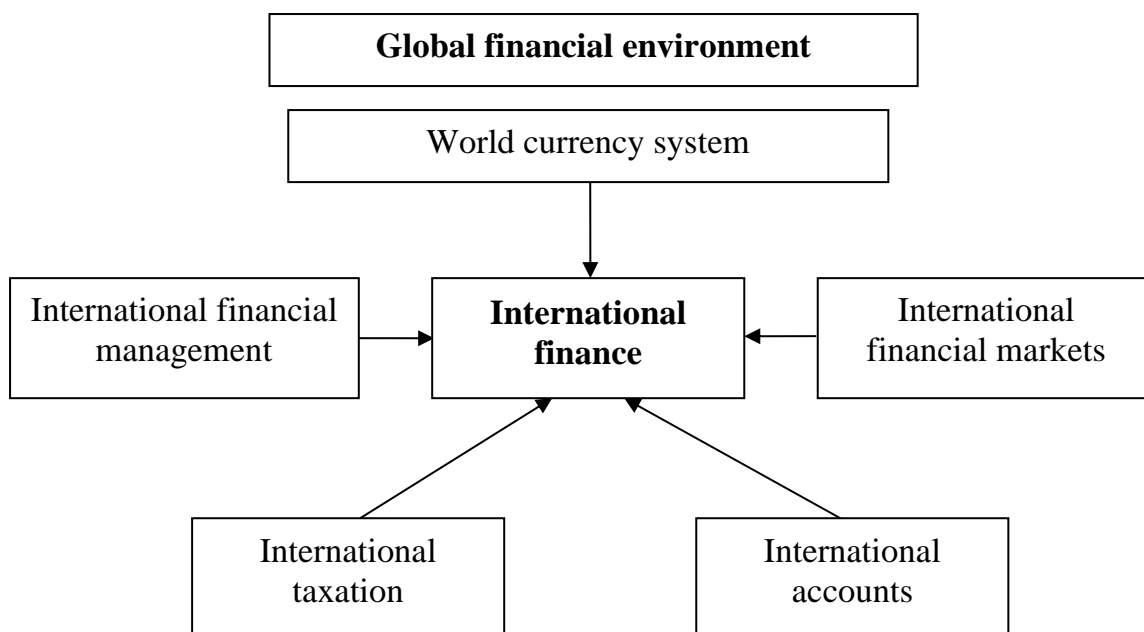 Global financial environment
World currency system
International financial
management
International
finance
International
financial markets
International
taxation
International
accounts